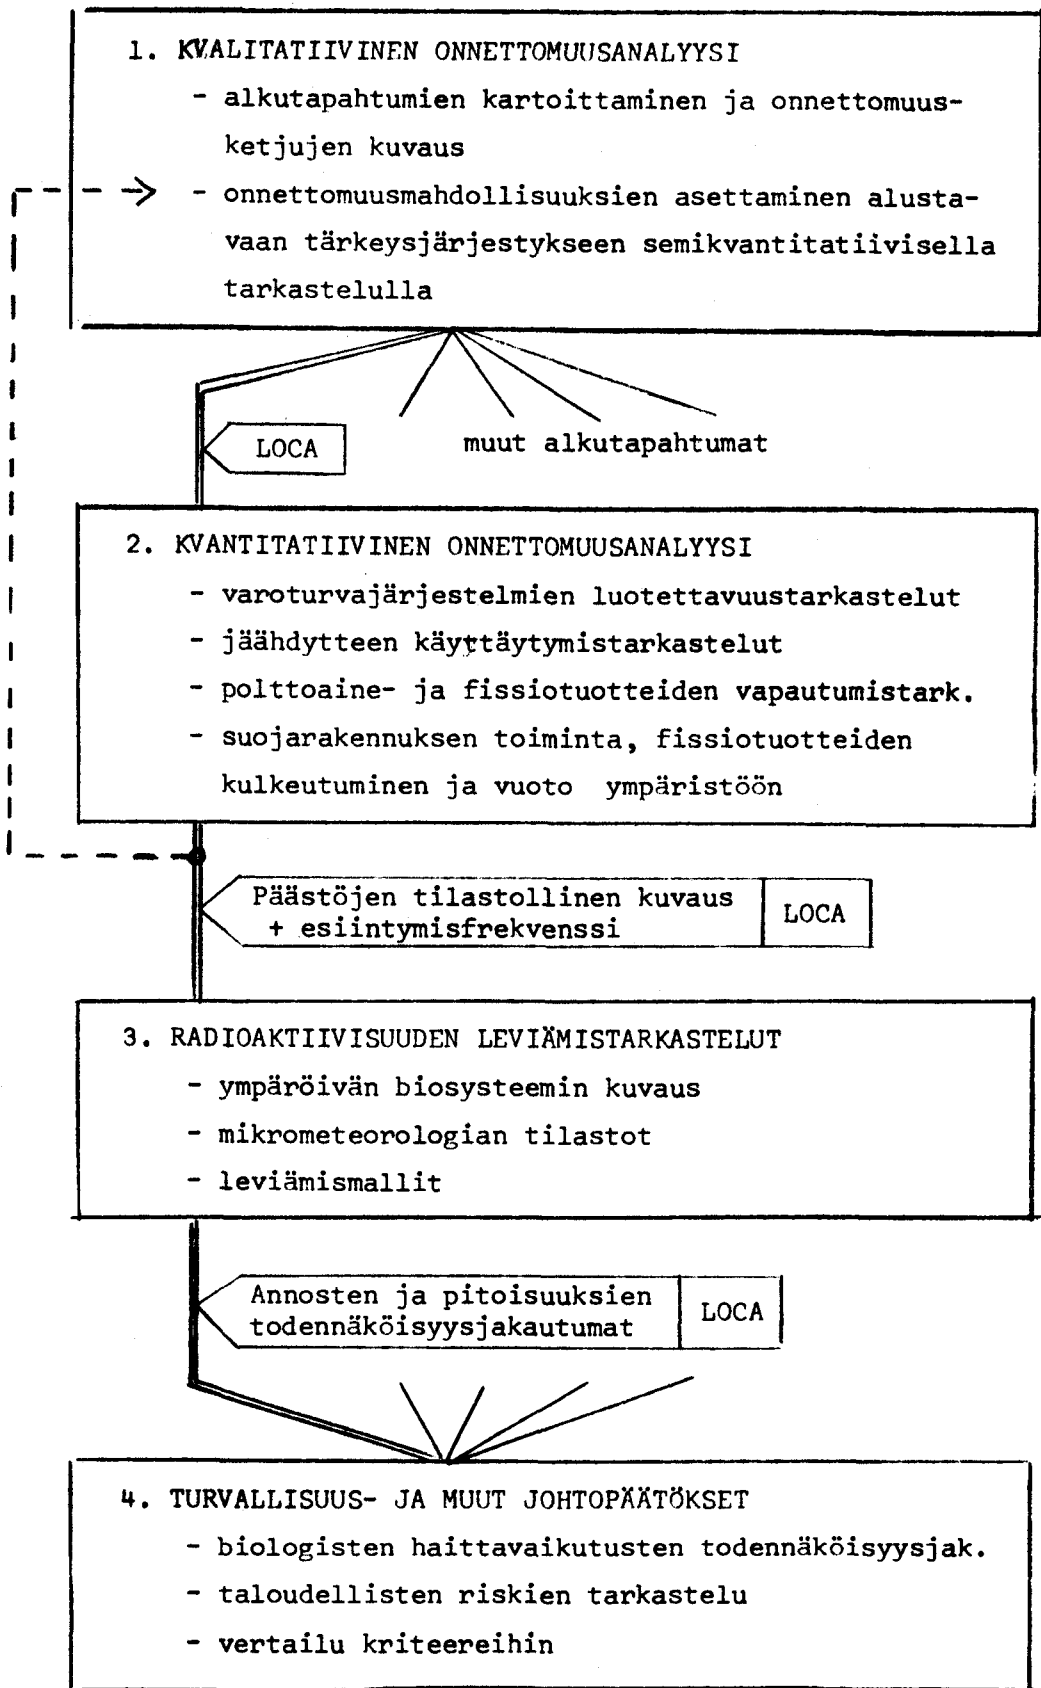 1. KVALITATIIVINEN ONNETTOMUUSANALYYSI
- alkutapahtumien kartoittaminen ja onnettomuus-
ketjujen kuvaus
- onnettomuusmahdollisuuksien asettaminen alusta-
vaan tärkeysjärjestykseen semikvantitatiivisella
tarkastelulla
LOCA
muut alkutapahtumat
2. KVANTITATIIVINEN ONNETTOMUUSANALYYSI
- varoturvajärjestelmien luotettavuustarkastelut
- jäähdytteen käyttäytymistarkastelut
- polttoaine- ja fissiotuotteiden vapautumistark.
- suojarakennuksen toiminta, fissiotuotteiden
kulkeutuminen ja vuoto ympäristöön
Päästöjen tilastollinen kuvaus
+ esiintymisfrekvenssi
LOCA
3. RADIOAKTIIVISUUDEN LEVIÄMISTARKASTELUT
- ympäröivän biosysteemin kuvaus
- mikrometeorologian tilastot
- leviämismallit
Annosten ja pitoisuuksien
todennäköisyysjakautumat
LOCA
4. TURVALLISUUS- JA MUUT JOHTOPÄÄTÖKSET
- biologisten haittavaikutusten todennäköisyysjak.
- taloudellisten riskien tarkastelu
- vertailu kriteereihin